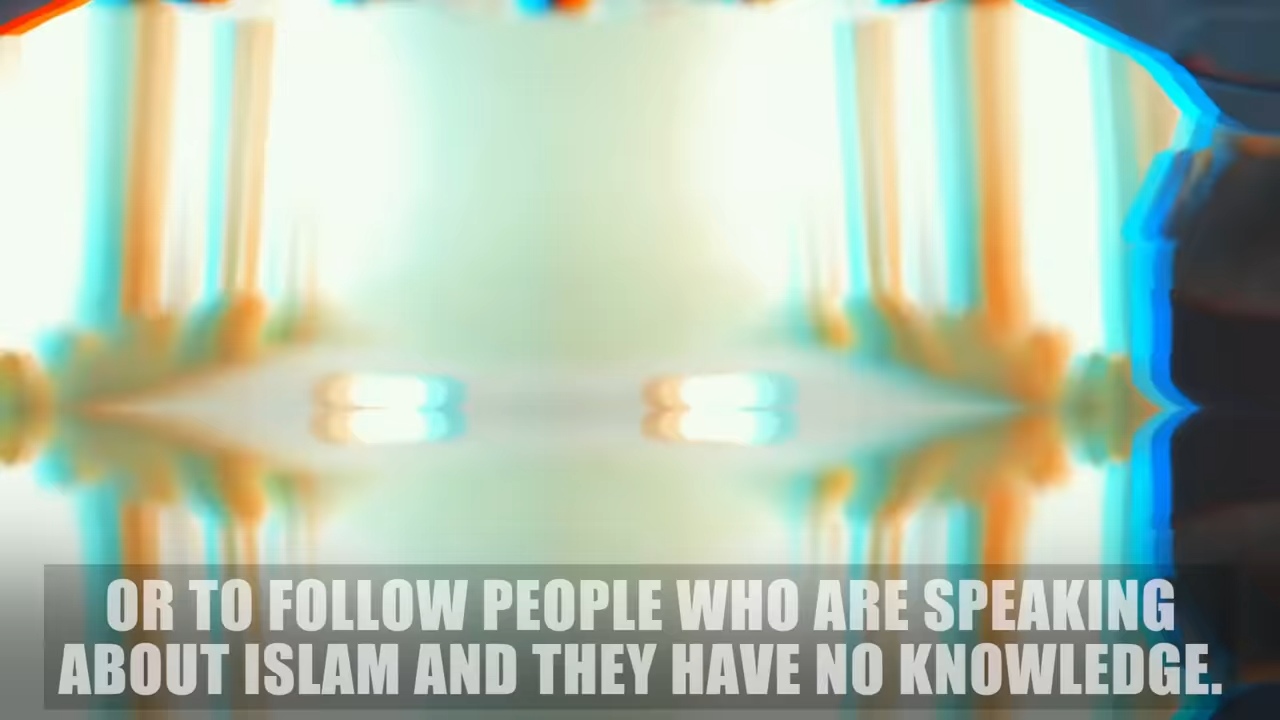 OR TO FOLLOW PEOPLE WHO ARE SPEAKING
ABOUT ISLAM AND THEY HAVE NO KNOWLEDGE.